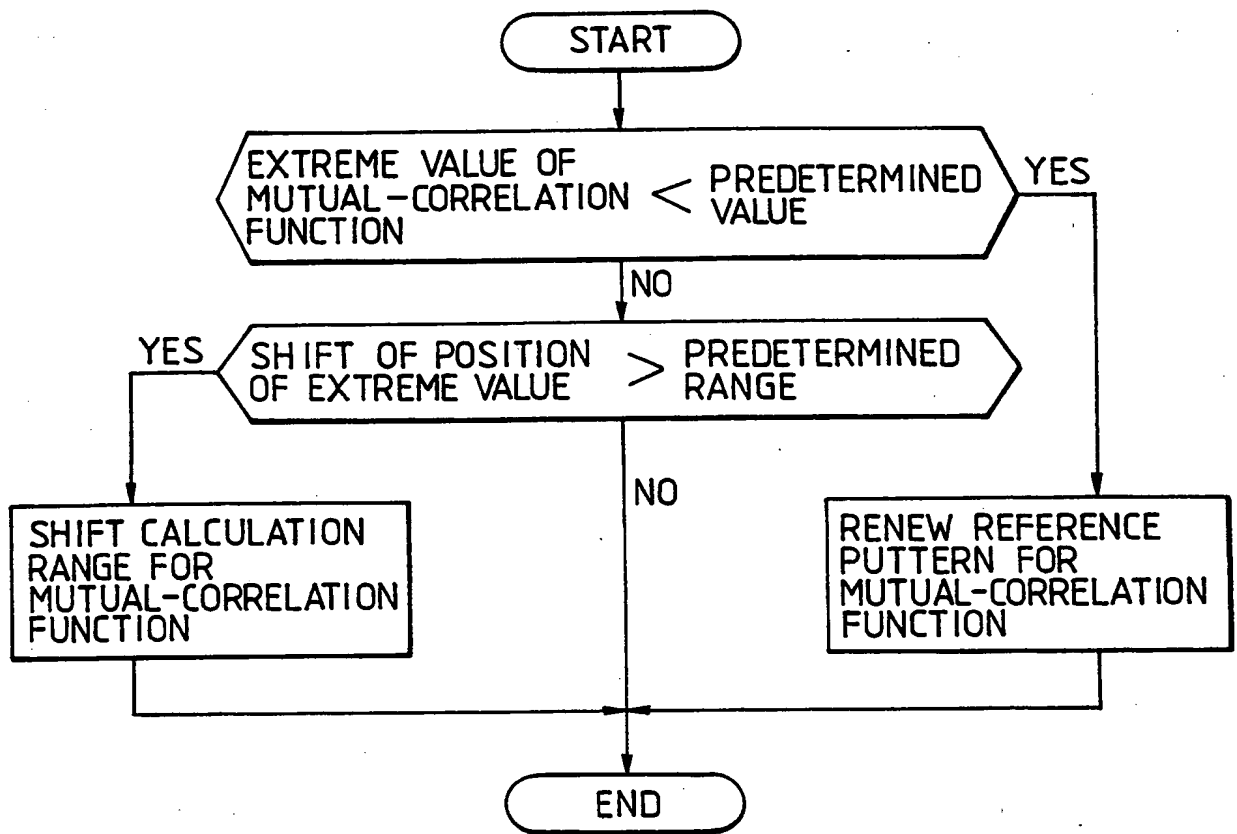 START
EXTREME VALUE OF
MUTUAL-CORRELATION
FUNCTION
<
PREDETERMINED
VALUE
YES
NO
YES
SHIFT OF POSITION
OF EXTREME VALUE
>
PREDETERMINED
RANGE
NO
SHIFT CALCULATION
RANGE FOR
MUTUAL-CORRELATION
FUNCTION
RENEW REFERENCE
PUTTERN FOR
MUTUAL-CORRELATION
FUNCTION
END